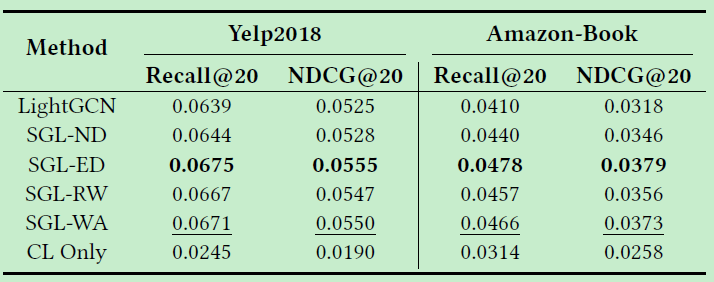 Method Yelp2018 Amazon-Book
Recall@20 NDCG@20 Recall@20 NDCG@20
LightGCN 0.0639 0.0525 0.0410 0.0318
SGL-ND 0.0644 0.0528 0.0440 0.0346
SGL-ED 0.0675 0.0555 0.0478 0.0379
SGL-RW 0.0667 0.0547 0.0457 0.0356
SGL-WA 0.0671 0.0550 0.0466 0.0373
CL Only 0.0245 0.0190 0.0314 0.0258